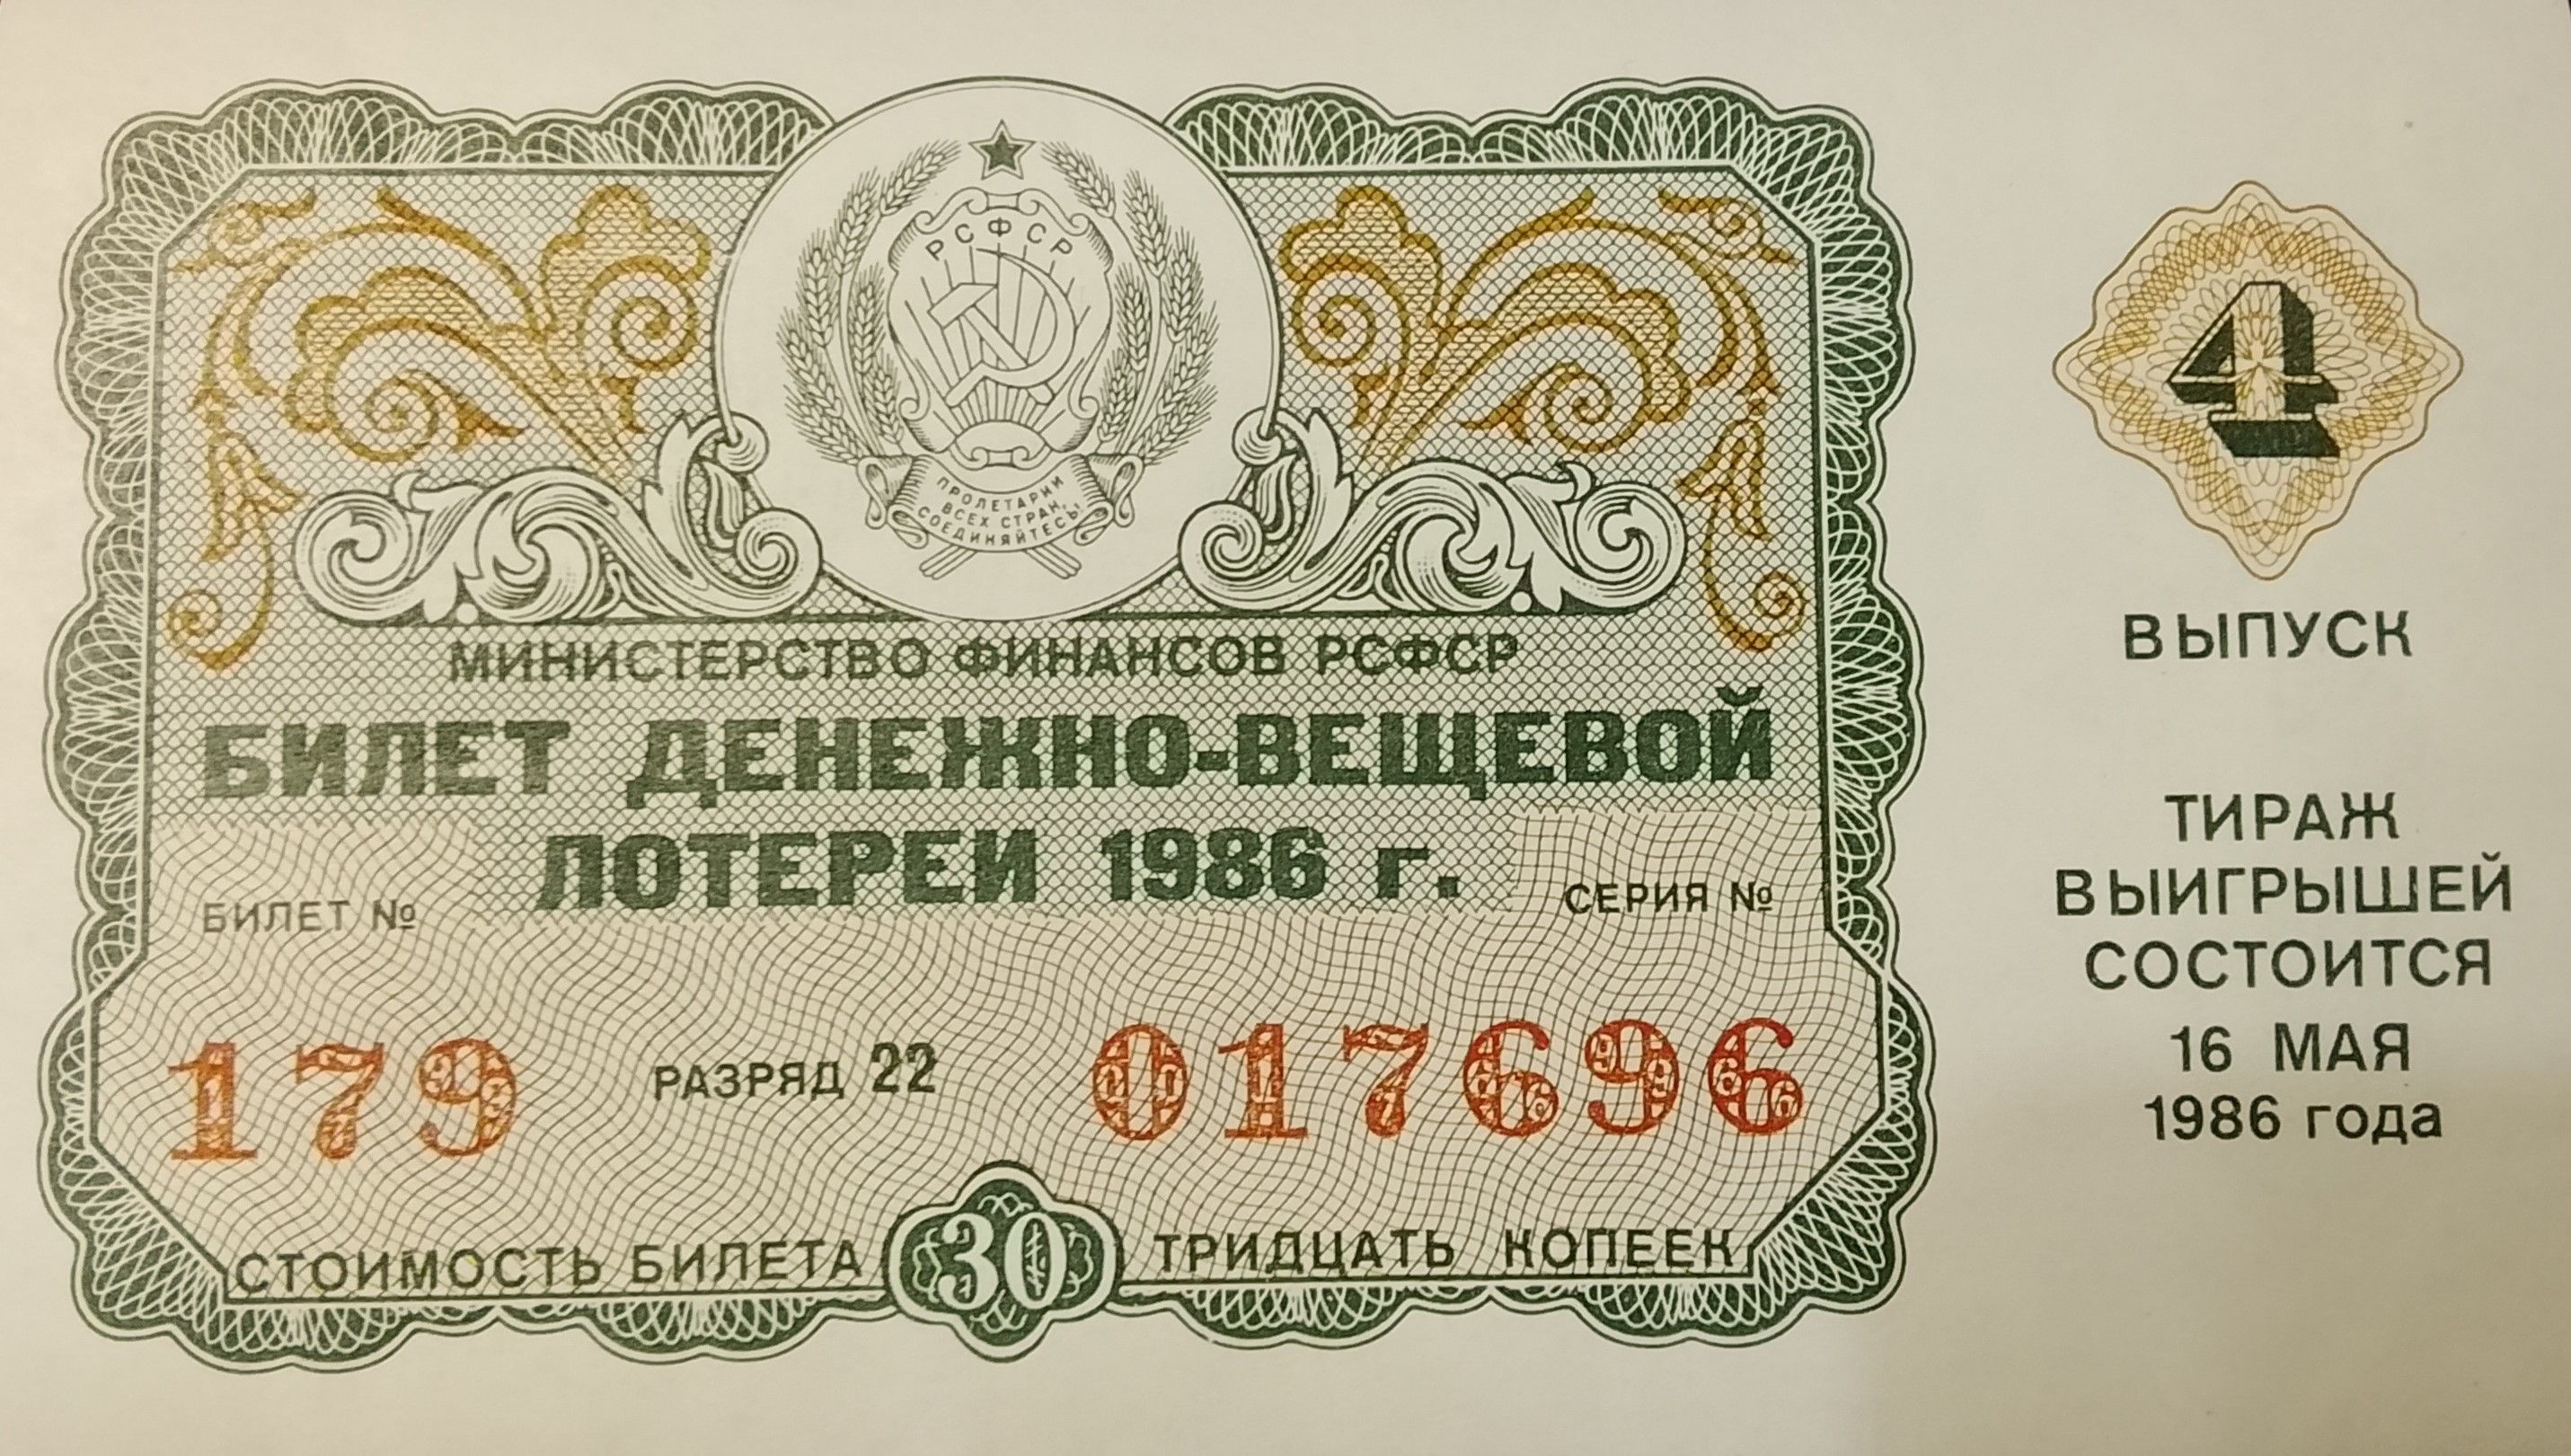 РСФСР
ПРОЛЕТАРИИ
ВСЕХ СТРАН,
СОЕДИНЯЙТЕСЬ!
МИНИСТЕРСТВО ФИНАНСОВ РСФСР
БИЛЕТ ДЕНЕЖНО-ВЕЩЕВОЙ
ЛОТЕРЕИ 1986 г.
БИЛЕТ №
СЕРИЯ №
179
РАЗРЯД 22
017696
СТОИМОСТЬ БИЛЕТА 30 ТРИДЦАТЬ КОПЕЕК
4
ВЫПУСК
ТИРАЖ
ВЫИГРЫШЕЙ
СОСТОИТСЯ
16 МАЯ
1986 года